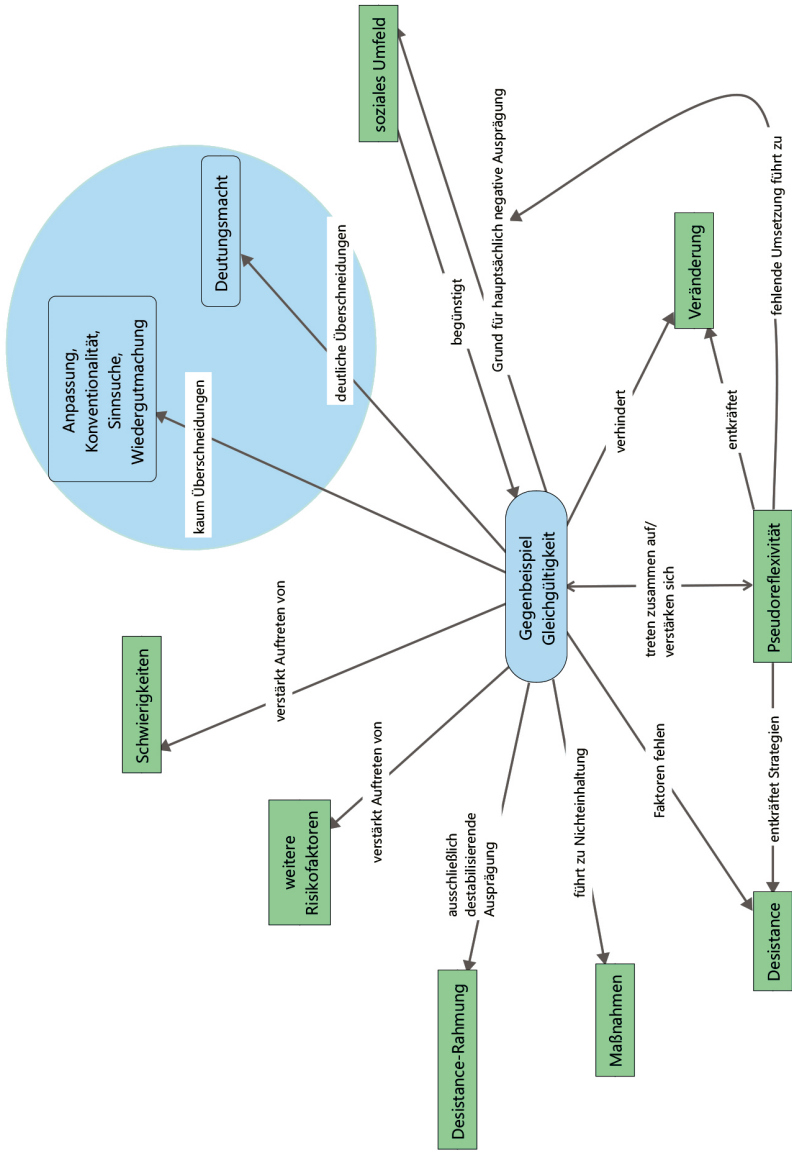 Desistance-Rahmung
Maßnahmen
Desistance
weitere
Risikofaktoren
Schwierigkeiten
ausschließlich
destabilisierende
Ausprägung
führt zu Nichteinhaltung
Faktoren fehlen
entkräftet Strategien
verstärkt Auftreten von
verstärkt Auftreten von
Gegenbeispiel
Gleichgültigkeit
treten zusammen auf/
verstärken sich
Pseudoreflexivität
kaum Überschneidungen
Anpassung,
Konventionalität,
Sinnsuche,
Wiedergutmachung
deutliche Überschneidungen
Deutungsmacht
begünstigt
Grund für hauptsächlich negative Ausprägung
verhindert
entkräftet
Veränderung
soziales Umfeld
fehlende Umsetzung führt zu